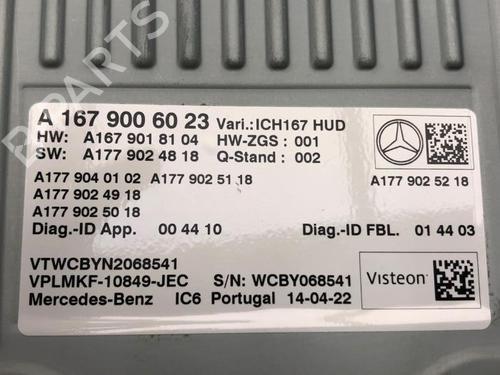 A 167 900 60 23 Vari.:ICH167 HUD
HW: A167 901 81 04 HW-ZGS : 001
SW: A177 902 48 18 Q-Stand : 002
A177 904 01 02 A177 902 51 18 A177 902 52 18
A177 902 49 18
A177 902 50 18
Diag.-ID App. 00 44 10 Diag.-ID FBL. 01 44 03
VTWCBYN2068541
VPLMKF-10849-JEC S/N: WCBY068541 Visteon
Mercedes-Benz IC6 Portugal 14-04-22
B PARTS